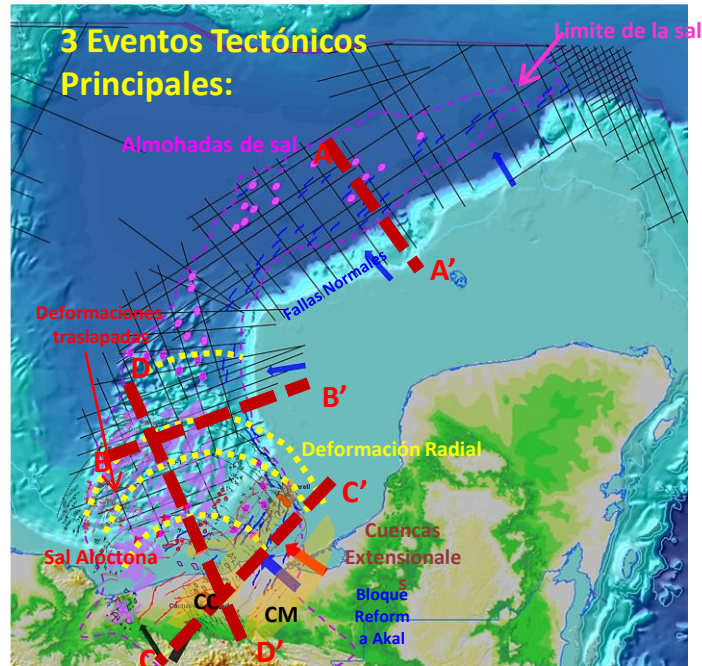 3 Eventos Tectónicos
Principales:
Límite de la sal
Almohadas de sal
A
A’
Fallas Normales
Deformaciones
traslapadas
D
B’
B
Deformación Radial
C’
Sal Alóctona
Cuencas
Extensionale
s
CC
CM
Bloque
Reform
a Akal
C
D’